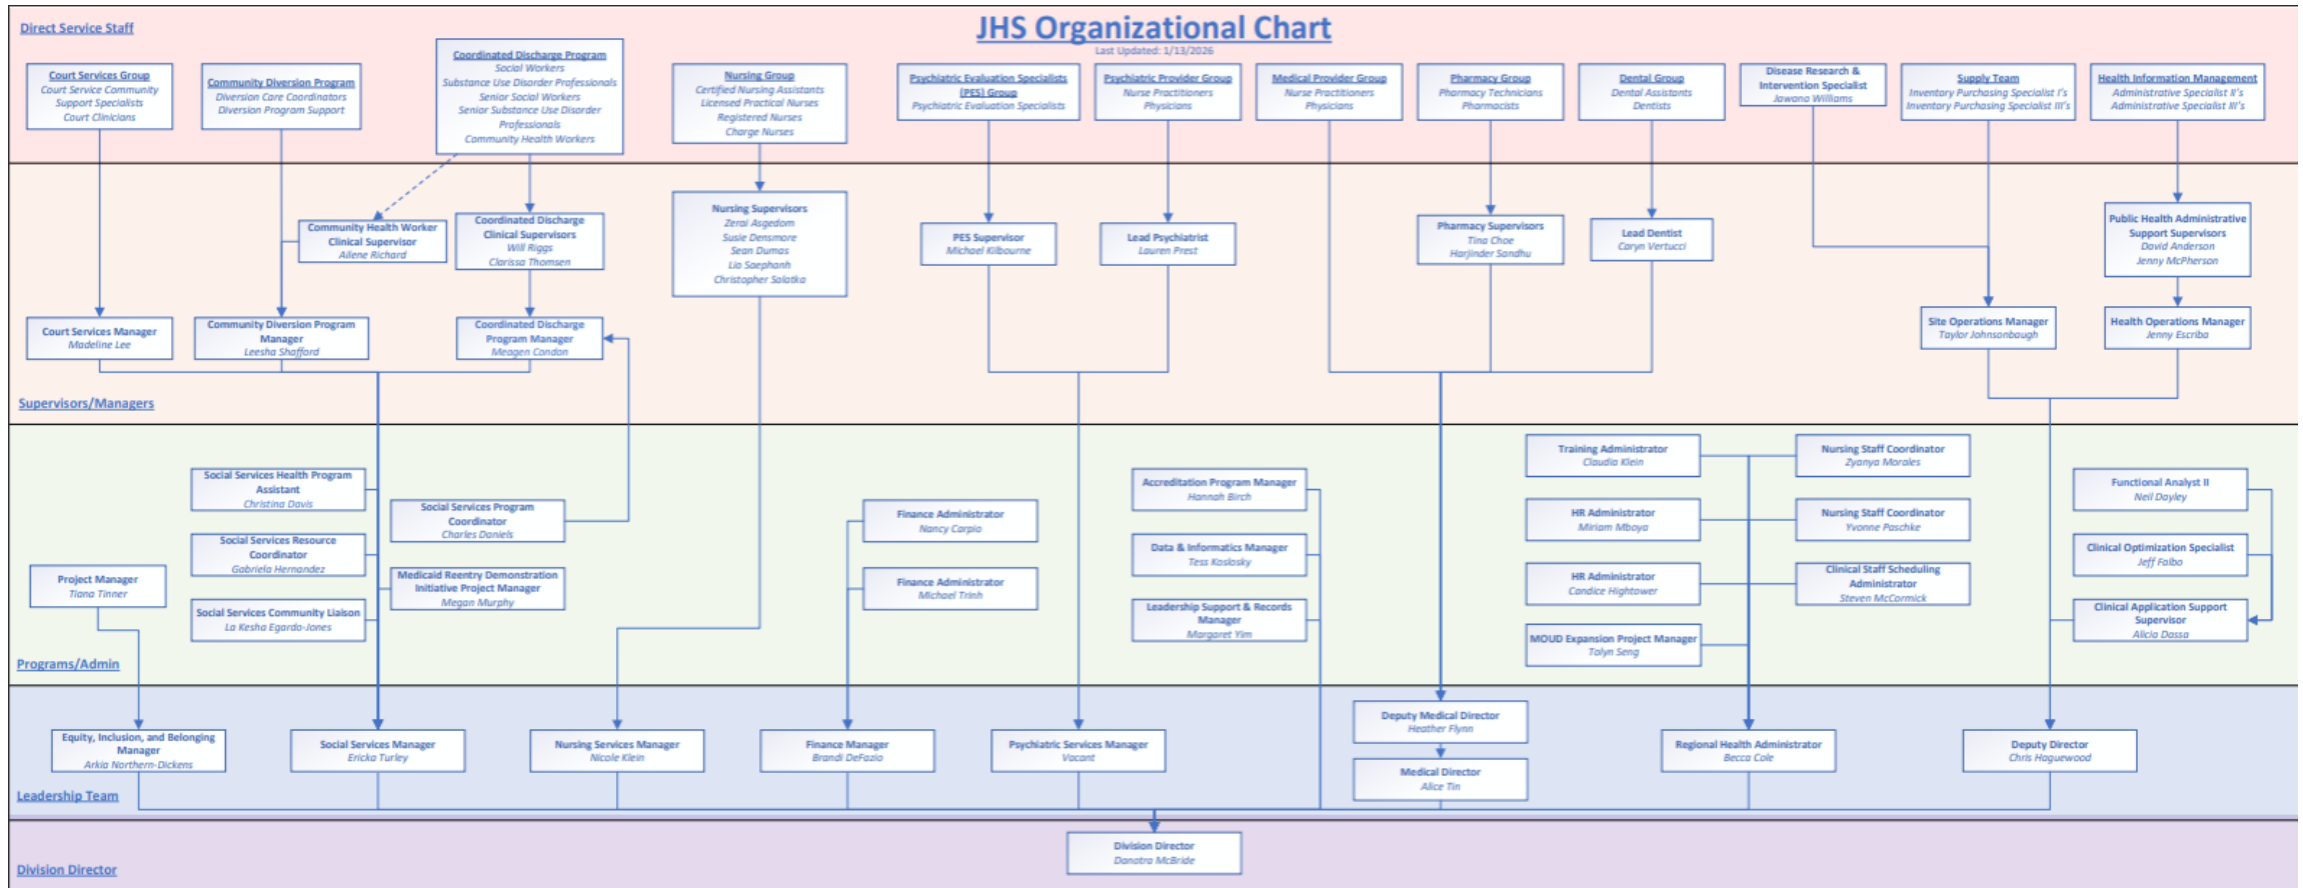 Direct Service Staff
JHS Organizational Chart
Last Updated: 1/13/2026
Court Services Group
Court Service Community
Support Specialists
Court Clinicians
Community Diversion Program
Diversion Care Coordinators
Diversion Program Support
Coordinated Discharge Program
Social Workers
Substance Use Disorder Professionals
Senior Social Workers
Senior Substance Use Disorder
Professionals
Community Health Workers
Nursing Group
Certified Nursing Assistants
Licensed Practical Nurses
Registered Nurses
Charge Nurses
Psychiatric Evaluation Specialists
(PES) Group
Psychiatric Evaluation Specialists
Psychiatric Provider Group
Nurse Practitioners
Physicians
Medical Provider Group
Nurse Practitioners
Physicians
Pharmacy Group
Pharmacy Technicians
Pharmacists
Dental Group
Dental Assistants
Dentists
Disease Research &
Intervention Specialist
Jawana Williams
Supply Team
Inventory Purchasing Specialist I's
Inventory Purchasing Specialist III's
Health Information Management
Administrative Specialist II's
Administrative Specialist III's
Community Health Worker
Clinical Supervisor
Ailene Richard
Coordinated Discharge
Clinical Supervisors
Will Riggs
Clarissa Thomsen
Nursing Supervisors
Zerai Asgedom
Susie Densmore
Sean Dumas
Lio Saephanh
Christopher Salatka
PES Supervisor
Michael Kilbourne
Lead Psychiatrist
Lauren Prest
Pharmacy Supervisors
Tina Choe
Harjinder Sandhu
Lead Dentist
Caryn Vertucci
Public Health Administrative
Support Supervisors
David Anderson
Jenny McPherson
Court Services Manager
Madeline Lee
Community Diversion Program
Manager
Leesha Shafford
Coordinated Discharge
Program Manager
Meagen Condon
Site Operations Manager
Taylor Johnsonbaugh
Health Operations Manager
Jenny Escriba
Supervisors/Managers
Social Services Health Program
Assistant
Christina Davis
Social Services Program
Coordinator
Charles Daniels
Social Services Resource
Coordinator
Gabriela Hernandez
Medicaid Reentry Demonstration
Initiative Project Manager
Megan Murphy
Project Manager
Tiana Tinner
Social Services Community Liaison
La Kesha Egardo-Jones
Finance Administrator
Nancy Carpio
Finance Administrator
Michael Trinh
Accreditation Program Manager
Hannah Birch
Data & Informatics Manager
Tess Koslosky
Leadership Support & Records
Manager
Margaret Yim
Training Administrator
Claudia Klein
Nursing Staff Coordinator
Zyanya Morales
HR Administrator
Miriam Mboya
Nursing Staff Coordinator
Yvonne Paschke
HR Administrator
Candice Hightower
Clinical Staff Scheduling
Administrator
Steven McCormick
MOUD Expansion Project Manager
Tolyn Seng
Functional Analyst II
Neil Dayley
Clinical Optimization Specialist
Jeff Falbo
Clinical Application Support
Supervisor
Alicia Dassa
Programs/Admin
Equity, Inclusion, and Belonging
Manager
Arkia Northern-Dickens
Social Services Manager
Ericka Turley
Nursing Services Manager
Nicole Klein
Finance Manager
Brandi DeFazio
Psychiatric Services Manager
Vacant
Deputy Medical Director
Heather Flynn
Medical Director
Alice Tin
Regional Health Administrator
Becca Cole
Deputy Director
Chris Haguewood
Leadership Team
Division Director
Danotra McBride
Division Director